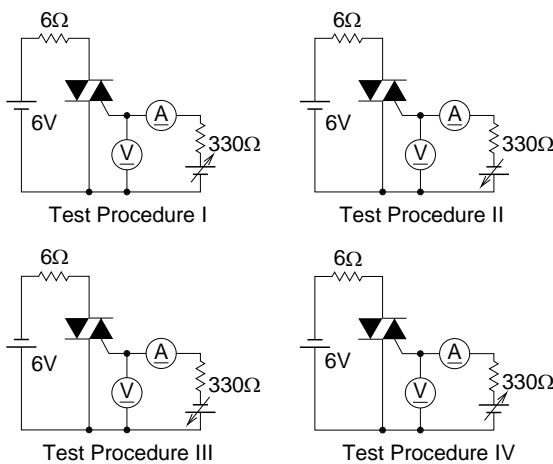 6Ω
6V
A
V
330Ω
Test Procedure I
6Ω
6V
A
V
330Ω
Test Procedure II
6Ω
6V
A
V
330Ω
Test Procedure III
6Ω
6V
A
V
330Ω
Test Procedure IV